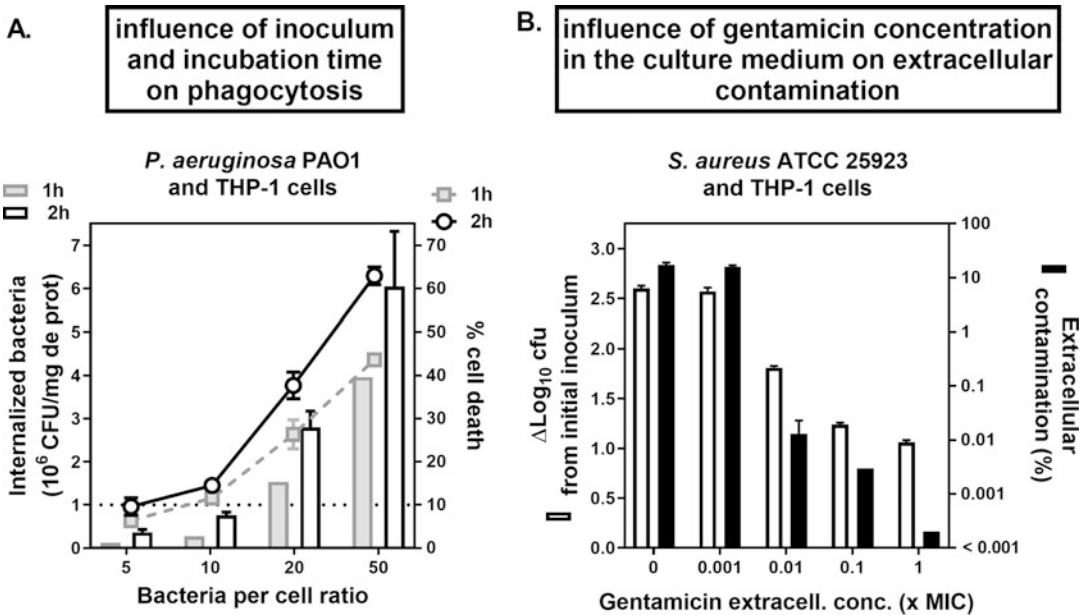 A.
influence of inoculum
and incubation time
on phagocytosis
P. aeruginosa PAO1
and THP-1 cells
1h
2h
1h
2h
Internalized bacteria
(10⁶ CFU/mg de prot)
7
6
5
4
3
2
1
0
70
60
50
40
30
20
10
0
% cell death
5 10 20 50
Bacteria per cell ratio
B.
influence of gentamicin concentration
in the culture medium on extracellular
contamination
S. aureus ATCC 25923
and THP-1 cells
ΔLog₁₀ cfu
from initial inoculum
3.0
2.5
2.0
1.5
1.0
0.5
0.0
100
10
1
0.1
0.01
0.001
< 0.001
Extracellular
contamination (%)
0 0.001 0.01 0.1 1
Gentamicin extracell. conc. (x MIC)